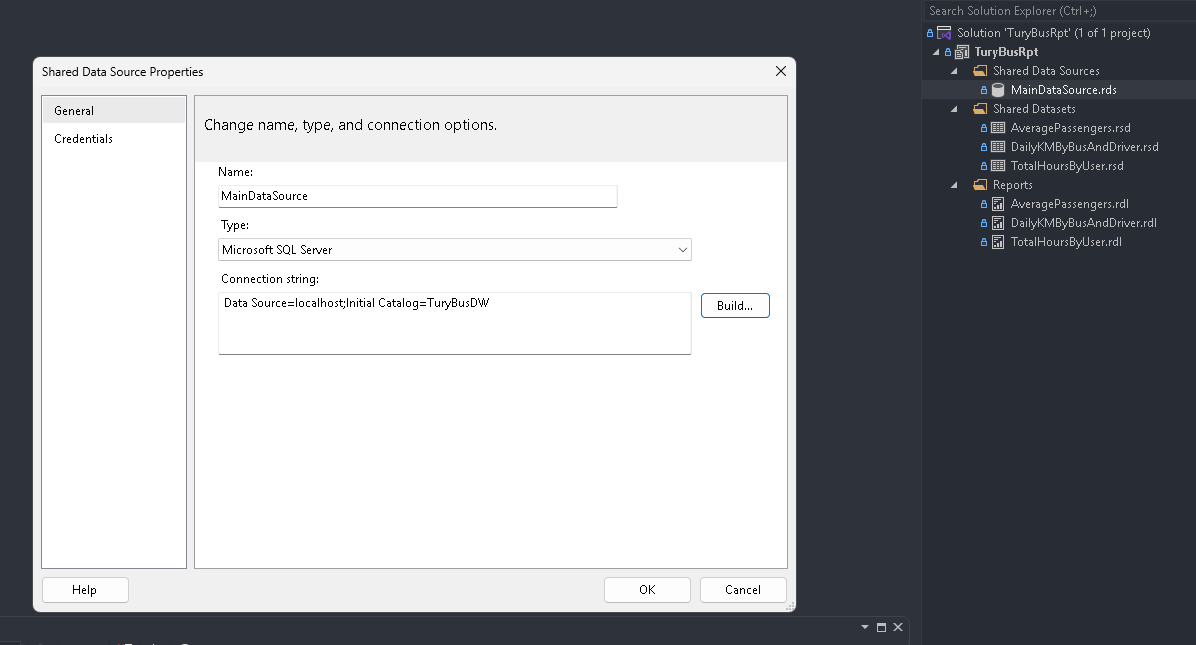 Search Solution Explorer (Ctrl+;)
Solution 'TuryBusRpt' (1 of 1 project)
TuryBusRpt
Shared Data Sources
MainDataSource.rds
Shared Datasets
AveragePassengers.rsd
DailyKMByBusAndDriver.rsd
TotalHoursByUser.rsd
Reports
AveragePassengers.rdl
DailyKMByBusAndDriver.rdl
TotalHoursByUser.rdl
Shared Data Source Properties
General
Credentials
Change name, type, and connection options.
Name:
MainDataSource
Type:
Microsoft SQL Server
Connection string:
Data Source=localhost;Initial Catalog=TuryBusDW
Build...
Help
OK
Cancel